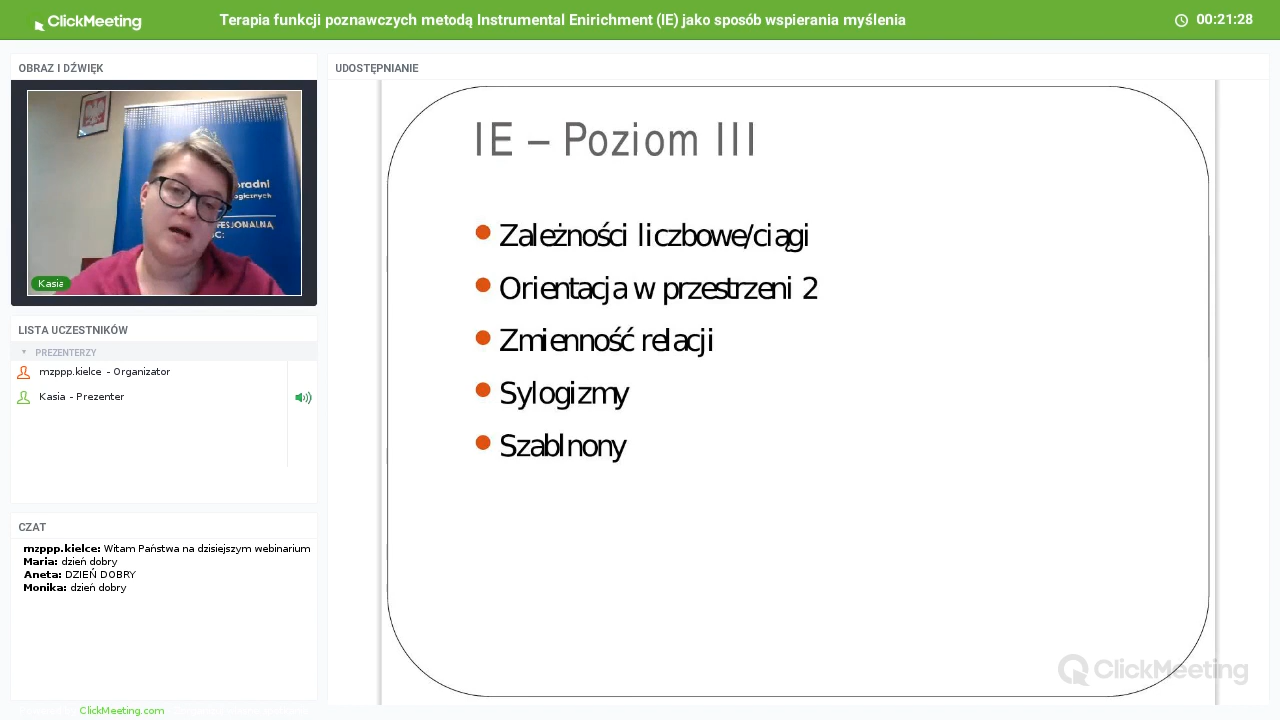 ClickMeeting
Terapia funkcji poznawczych metodą Instrumental Enirichment (IE) jako sposób wspierania myślenia
00:21:28
OBRAZ I DŹWIĘK
UDOSTĘPNIANIE
Kasia
LISTA UCZESTNIKÓW
PREZENTERZY
mzppp.kielce - Organizator
Kasia - Prezenter
CZAT
mzppp.kielce: Witam Państwa na dzisiejszym webinarium
Maria: dzień dobry
Aneta: DZIEŃ DOBRY
Monika: dzień dobry
ClickMeeting.com
IE – Poziom III
Zależności liczbowe/ciągi
Orientacja w przestrzeni 2
Zmienność relacji
Sylogizmy
Szablnony
ClickMeeting